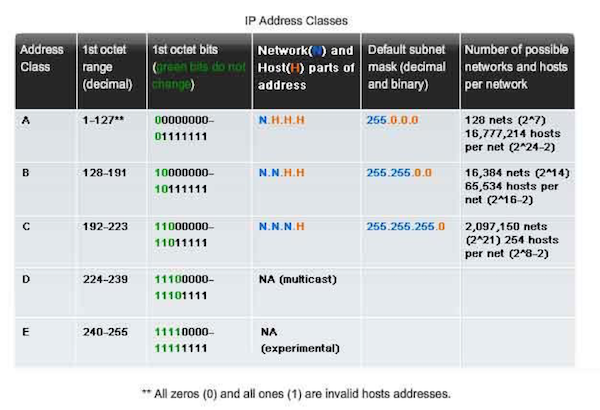 IP Address Classes
Address Class | 1st octet range (decimal) | 1st octet bits (green bits do not change) | Network(N) and Host(H) parts of address | Default subnet mask (decimal and binary) | Number of possible networks and hosts per network
A | 1-127** | 00000000-01111111 | N.H.H.H | 255.0.0.0 | 128 nets (2^7) 16,777,214 hosts per net (2^24-2)
B | 128-191 | 10000000-10111111 | N.N.H.H | 255.255.0.0 | 16,384 nets (2^14) 65,534 hosts per net (2^16-2)
C | 192-223 | 11000000-11011111 | N.N.N.H | 255.255.255.0 | 2,097,150 nets (2^21) 254 hosts per net (2^8-2)
D | 224-239 | 11100000-11101111 | NA (multicast)
E | 240-255 | 11110000-11111111 | NA (experimental)
** All zeros (0) and all ones (1) are invalid hosts addresses.